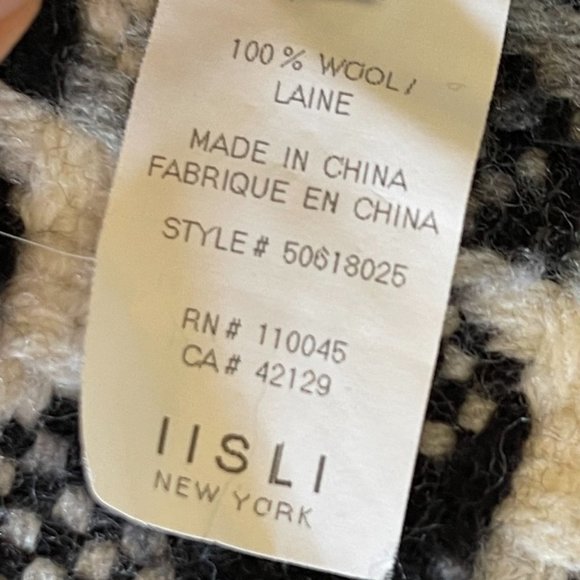 100% WOOL/
LAINE
MADE IN CHINA
FABRIQUE EN CHINA
STYLE# 50618025
RN# 110045
CA# 42129
IISLI
NEW YORK